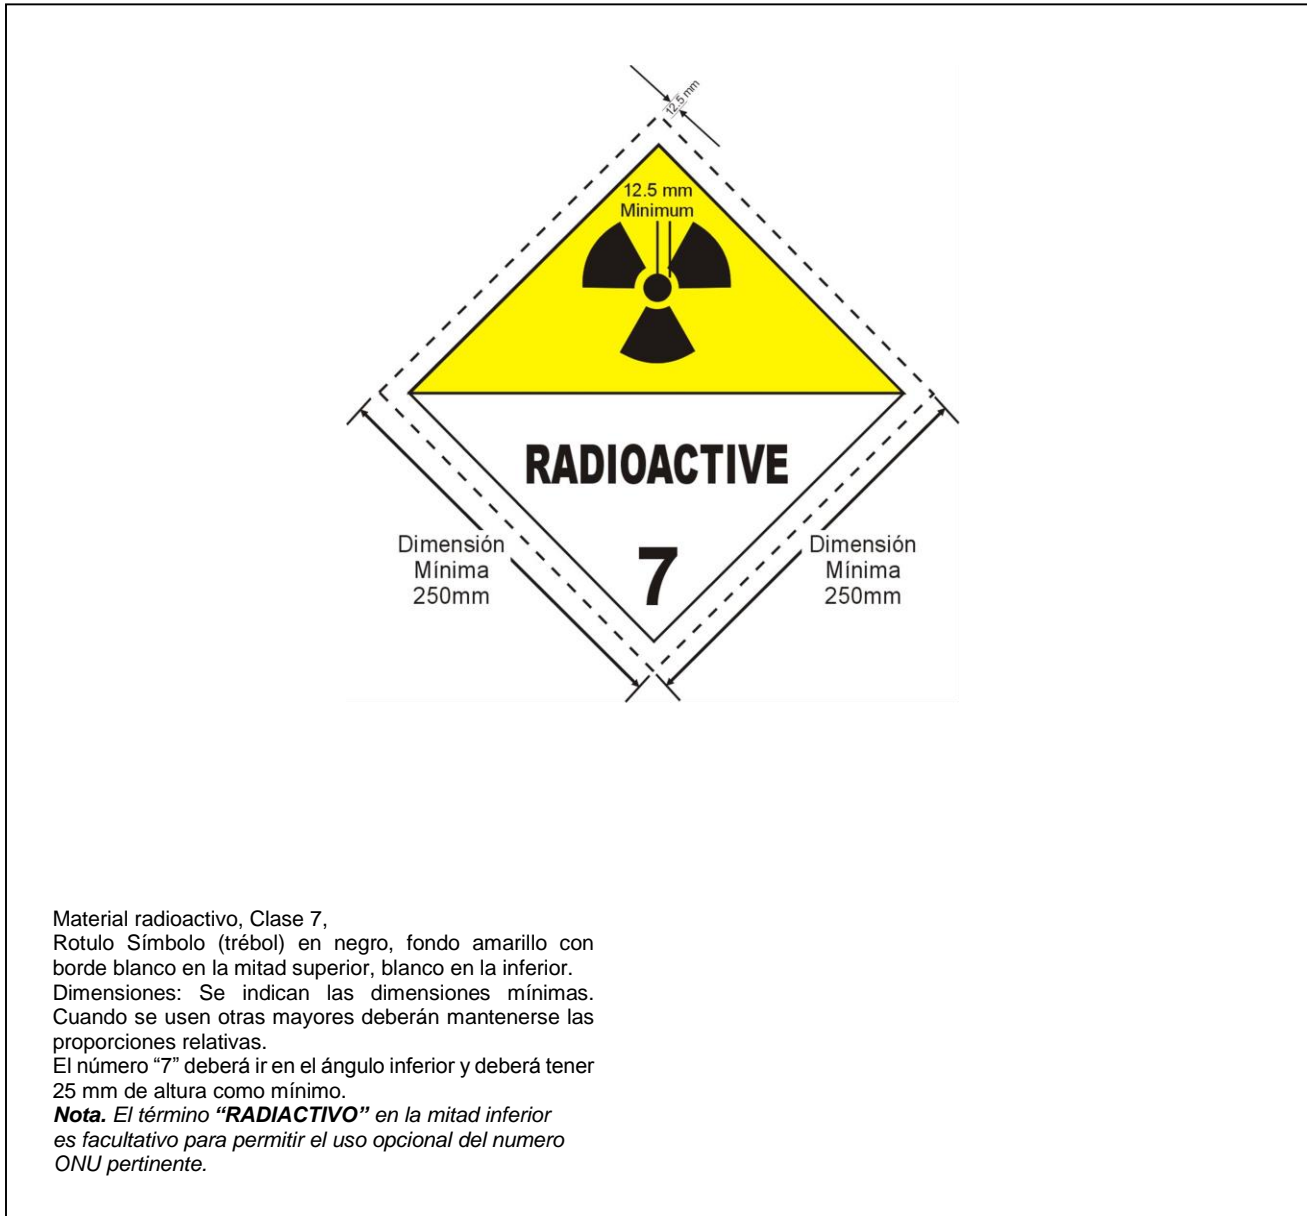 12.5 mm
12.5 mm
Minimum
RADIOACTIVE
7
Dimensión
Mínima
250mm
Dimensión
Mínima
250mm
Material radioactivo, Clase 7,
Rotulo Símbolo (trébol) en negro, fondo amarillo con
borde blanco en la mitad superior, blanco en la inferior.
Dimensiones: Se indican las dimensiones mínimas.
Cuando se usen otras mayores deberán mantenerse las
proporciones relativas.
El número “7” deberá ir en el ángulo inferior y deberá tener
25 mm de altura como mínimo.
Nota. El término “RADIACTIVO” en la mitad inferior
es facultativo para permitir el uso opcional del numero
ONU pertinente.